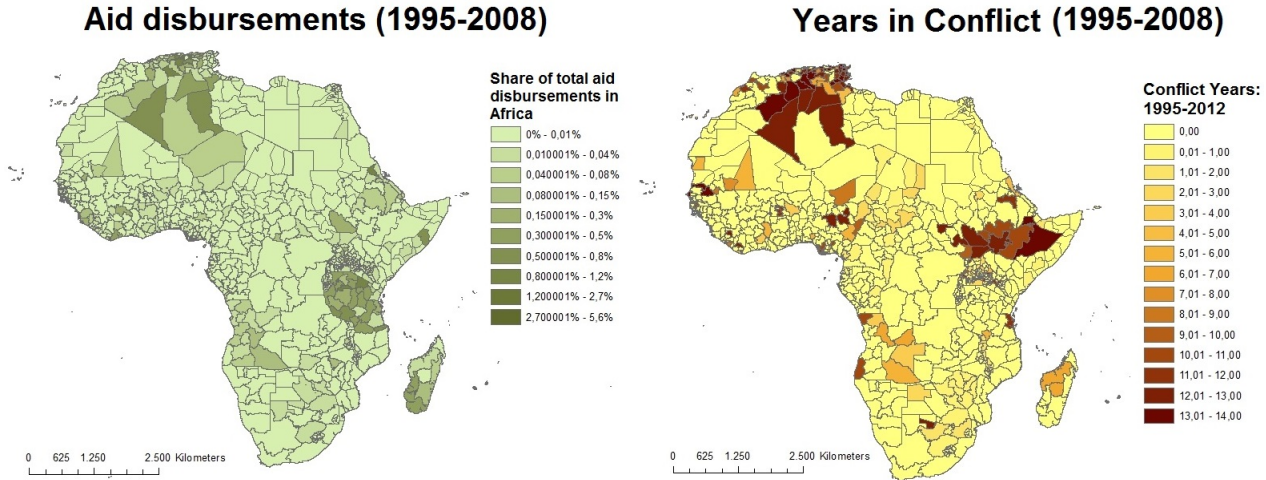 Aid disbursements (1995-2008)
Share of total aid
disbursements in
Africa
0% - 0,01%
0,010001% - 0,04%
0,040001% - 0,08%
0,080001% - 0,15%
0,150001% - 0,3%
0,300001% - 0,5%
0,500001% - 0,8%
0,800001% - 1,2%
1,200001% - 2,7%
2,700001% - 5,6%
0 625 1.250 2.500 Kilometers
Years in Conflict (1995-2008)
Conflict Years:
1995-2012
0,00
0,01 - 1,00
1,01 - 2,00
2,01 - 3,00
3,01 - 4,00
4,01 - 5,00
5,01 - 6,00
6,01 - 7,00
7,01 - 8,00
8,01 - 9,00
9,01 - 10,00
10,01 - 11,00
11,01 - 12,00
12,01 - 13,00
13,01 - 14,00
0 625 1.250 2.500 Kilometers